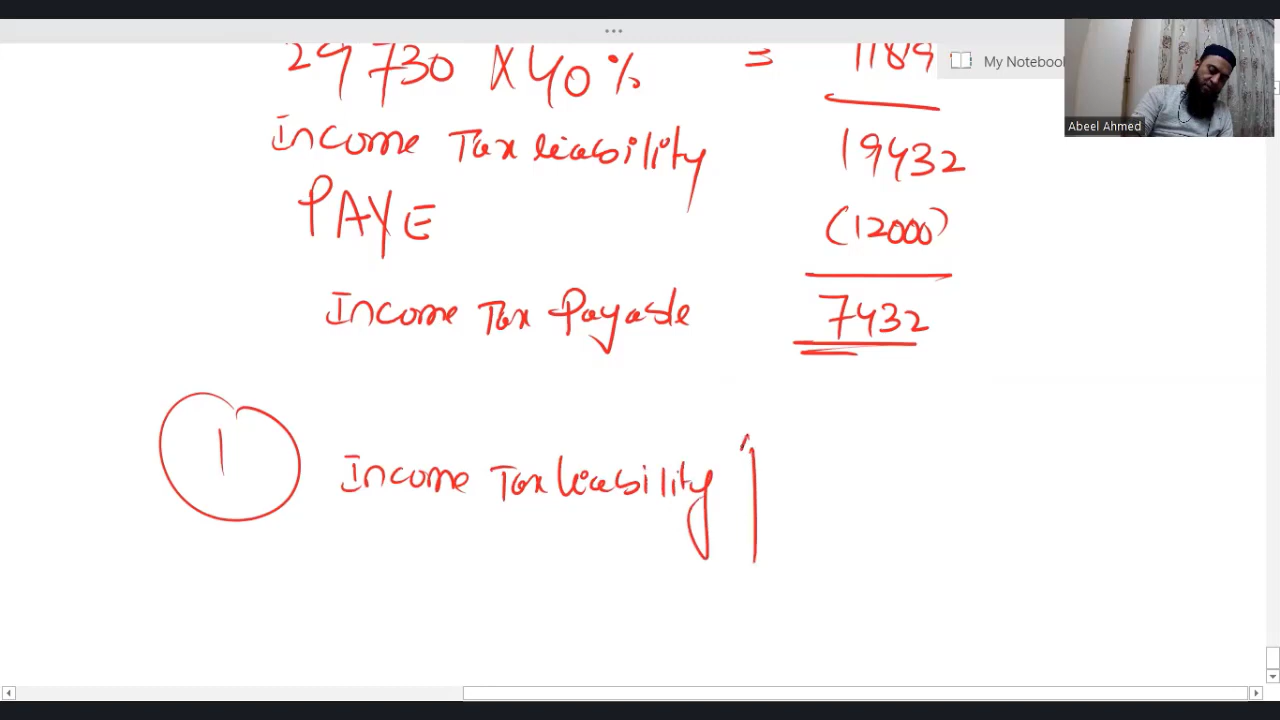 29730 X 40% = 1189
My Notebook
Abeel Ahmed
Income Tax liability 19432
PAYE (12000)
Income Tax Payable 7432
1 Income Tax liability